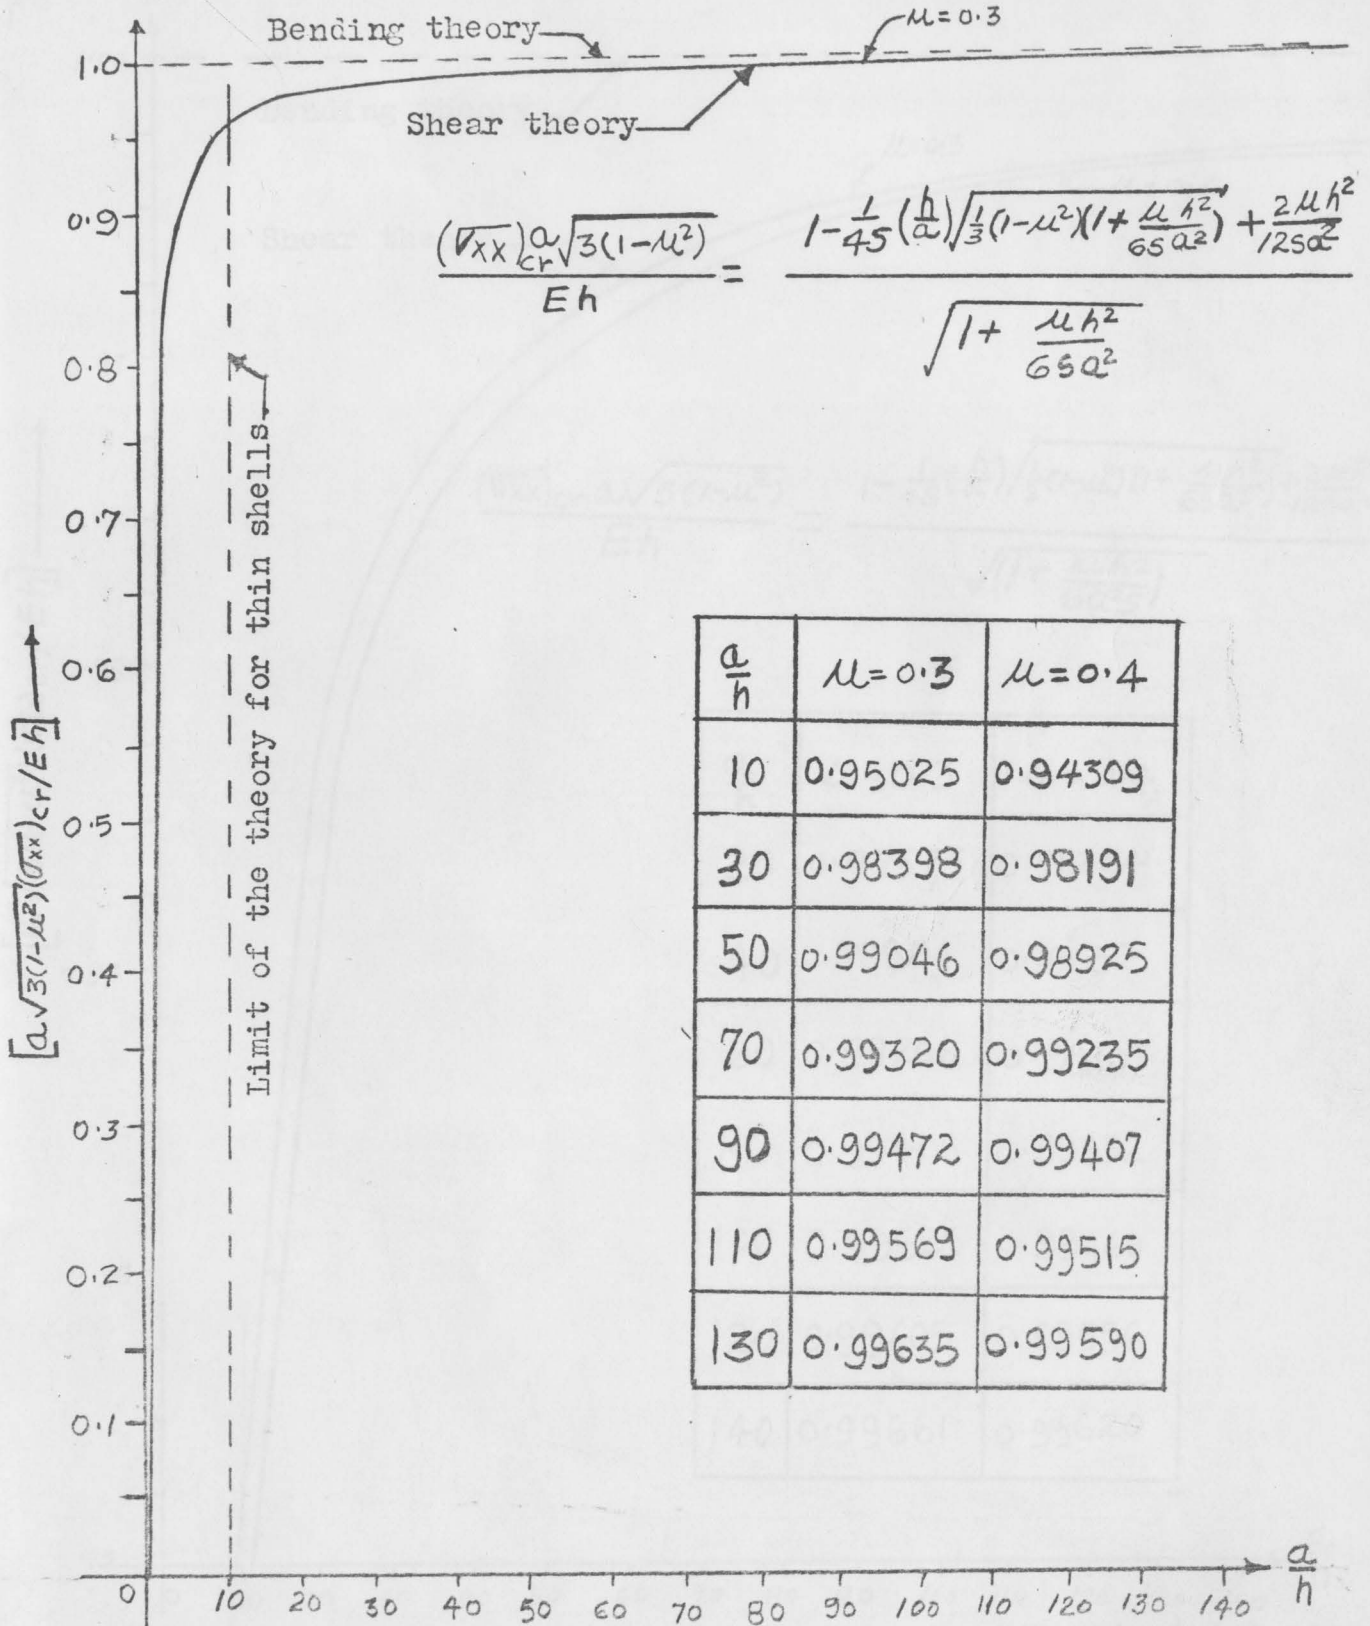 Bending theory
μ=0.3
Shear theory
(σxx)cr a√3(1-μ²) / Eh = 1-1/4S(h/a)√1/3(1-μ²)(1+μh²/6Sa²) + 2μh²/12Sa² / √1+μh²/6Sa²
Limit of the theory for thin shells.
[a√3(1-μ²)(σxx)cr/Eh]
1.0
0.9
0.8
0.7
0.6
0.5
0.4
0.3
0.2
0.1
a/h μ=0.3 μ=0.4
10 0.95025 0.94309
30 0.98398 0.98191
50 0.99046 0.98925
70 0.99320 0.99235
90 0.99472 0.99407
110 0.99569 0.99515
130 0.99635 0.99590
0 10 20 30 40 50 60 70 80 90 100 110 120 130 140 a/h